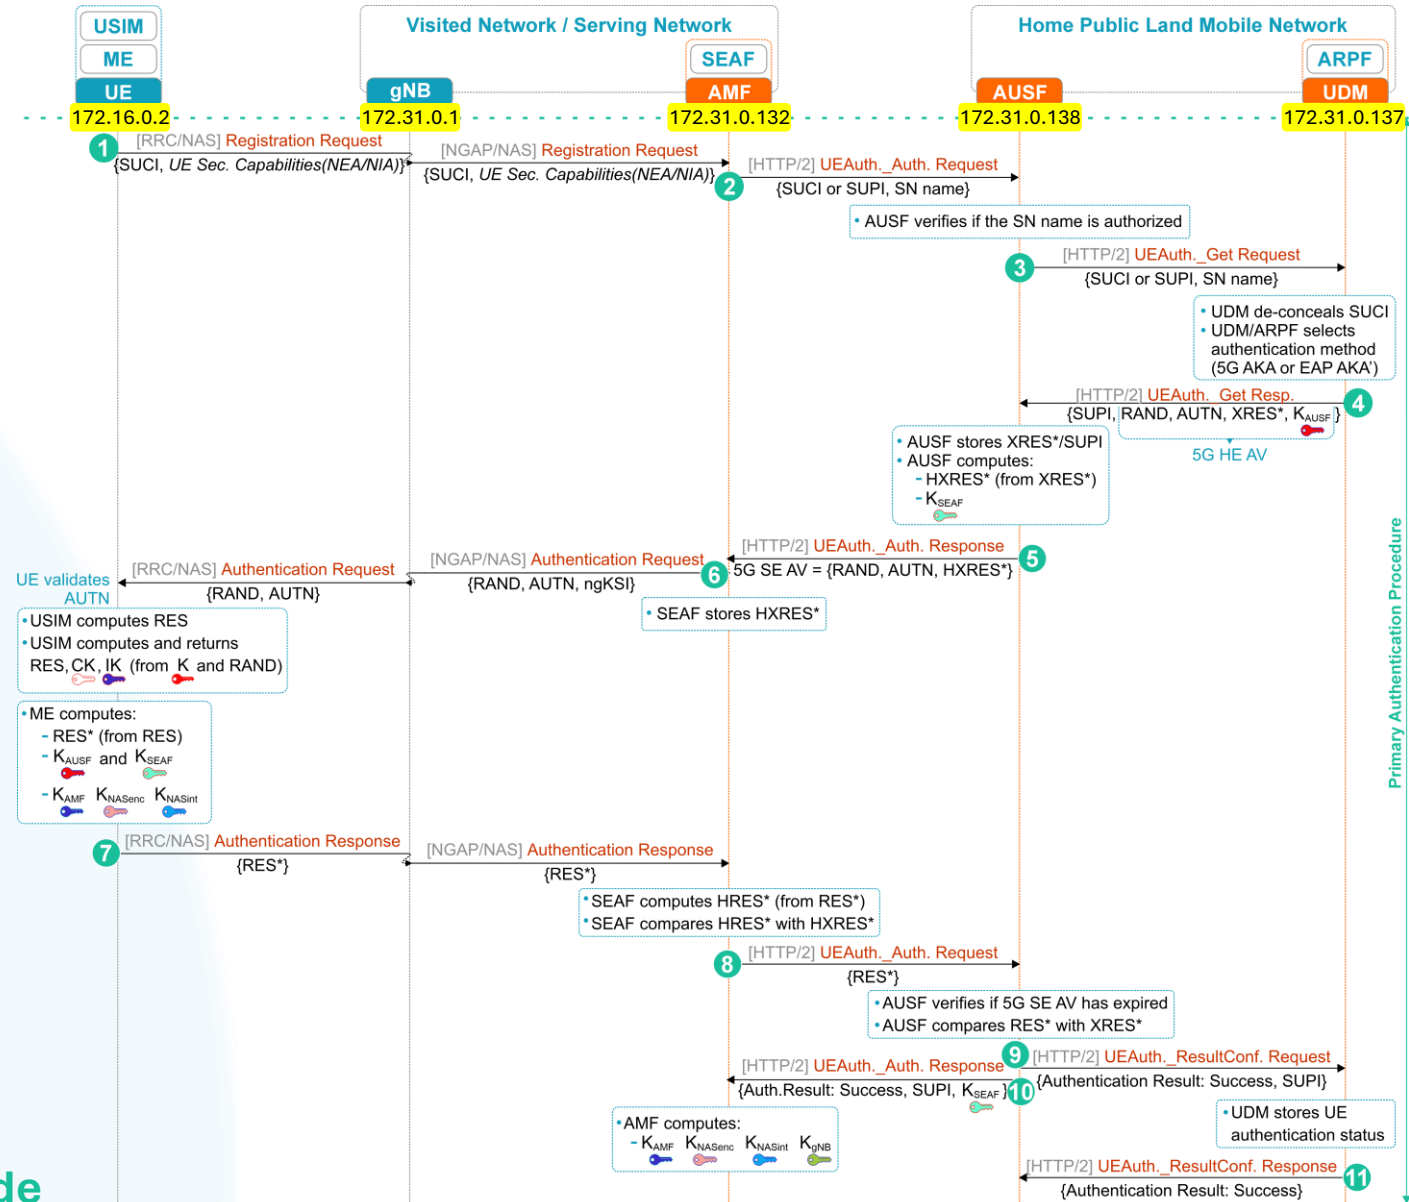 USIM
ME
UE
172.16.0.2
Visited Network / Serving Network
gNB
172.31.0.1
SEAF
AMF
172.31.0.132
Home Public Land Mobile Network
AUSF
172.31.0.138
ARPF
UDM
172.31.0.137
1
[RRC/NAS] Registration Request
{SUCI, UE Sec. Capabilities(NEA/NIA)}
[NGAP/NAS] Registration Request
{SUCI, UE Sec. Capabilities(NEA/NIA)}
2
[HTTP/2] UEAuth._Auth. Request
{SUCI or SUPI, SN name}
• AUSF verifies if the SN name is authorized
3
[HTTP/2] UEAuth._Get Request
{SUCI or SUPI, SN name}
• UDM de-conceals SUCI
• UDM/ARPF selects
authentication method
(5G AKA or EAP AKA')
4
[HTTP/2] UEAuth. Get Resp.
{SUPI, RAND, AUTN, XRES*, KAUSF}
5G HE AV
• AUSF stores XRES*/SUPI
• AUSF computes:
- HXRES* (from XRES*)
- KSEAF
5
[HTTP/2] UEAuth._Auth. Response
5G SE AV = {RAND, AUTN, HXRES*}
6
[NGAP/NAS] Authentication Request
{RAND, AUTN, ngKSI}
• SEAF stores HXRES*
[RRC/NAS] Authentication Request
{RAND, AUTN}
UE validates
AUTN
• USIM computes RES
• USIM computes and returns
RES, CK, IK (from K and RAND)
• ME computes:
- RES* (from RES)
- KAUSF and KSEAF
- KAMF KNASenc KNASint
7
[RRC/NAS] Authentication Response
{RES*}
[NGAP/NAS] Authentication Response
{RES*}
• SEAF computes HRES* (from RES*)
• SEAF compares HRES* with HXRES*
8
[HTTP/2] UEAuth._Auth. Request
{RES*}
• AUSF verifies if 5G SE AV has expired
• AUSF compares RES* with XRES*
9
[HTTP/2] UEAuth._ResultConf. Request
{Authentication Result: Success, SUPI}
10
[HTTP/2] UEAuth._Auth. Response
{Auth.Result: Success, SUPI, KSEAF}
• AMF computes:
- KAMF KNASenc KNASint KgNB
• UDM stores UE
authentication status
11
[HTTP/2] UEAuth._ResultConf. Response
{Authentication Result: Success}
Primary Authentication Procedure
de